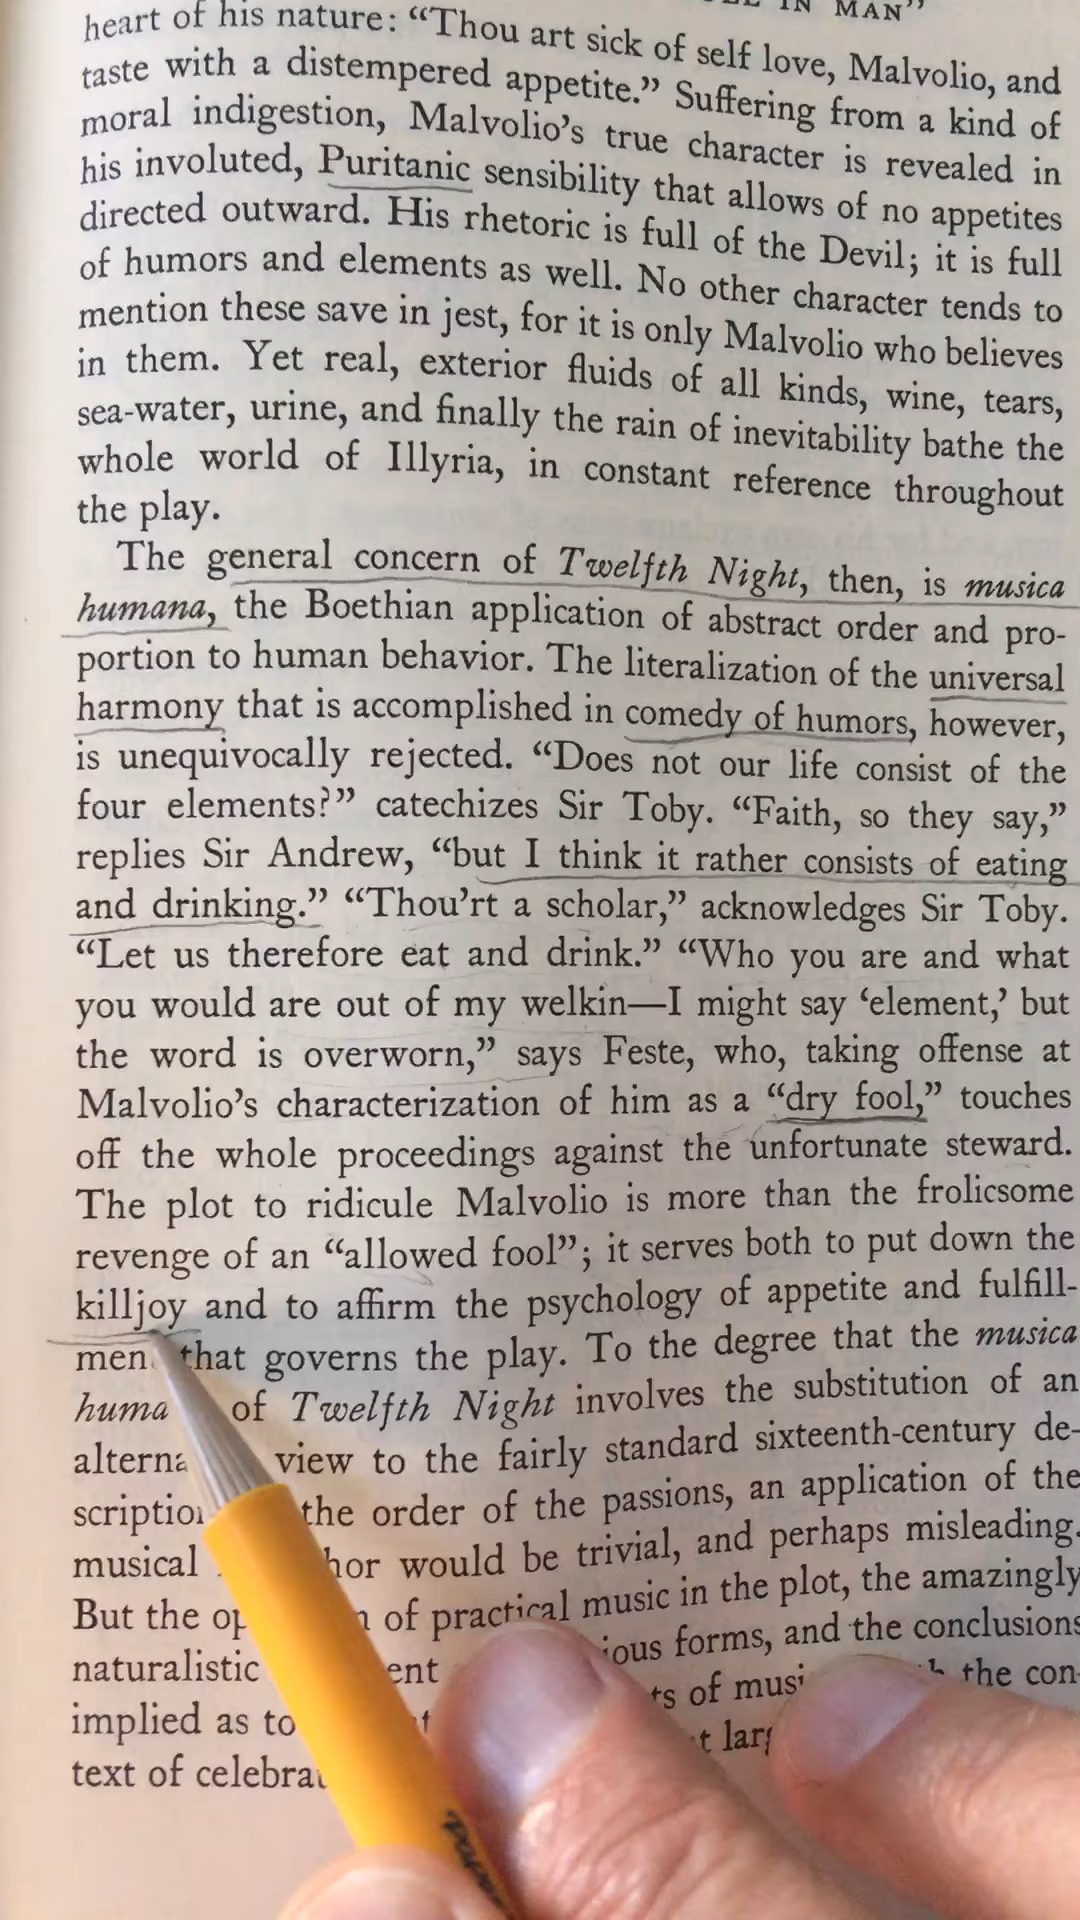 IN MAN”
heart of his nature: “Thou art sick of self love, Malvolio, and
taste with a distempered appetite.” Suffering from a kind of
moral indigestion, Malvolio’s true character is revealed in
his involuted, Puritanic sensibility that allows of no appetites
directed outward. His rhetoric is full of the Devil; it is full
of humors and elements as well. No other character tends to
mention these save in jest, for it is only Malvolio who believes
in them. Yet real, exterior fluids of all kinds, wine, tears,
sea-water, urine, and finally the rain of inevitability bathe the
whole world of Illyria, in constant reference throughout
the play.
The general concern of Twelfth Night, then, is musica
humana, the Boethian application of abstract order and pro-
portion to human behavior. The literalization of the universal
harmony that is accomplished in comedy of humors, however,
is unequivocally rejected. “Does not our life consist of the
four elements?” catechizes Sir Toby. “Faith, so they say,”
replies Sir Andrew, “but I think it rather consists of eating
and drinking.” “Thou’rt a scholar,” acknowledges Sir Toby.
“Let us therefore eat and drink.” “Who you are and what
you would are out of my welkin—I might say ‘element,’ but
the word is overworn,” says Feste, who, taking offense at
Malvolio’s characterization of him as a “dry fool,” touches
off the whole proceedings against the unfortunate steward.
The plot to ridicule Malvolio is more than the frolicsome
revenge of an “allowed fool”; it serves both to put down the
killjoy and to affirm the psychology of appetite and fulfill-
men that governs the play. To the degree that the musica
huma of Twelfth Night involves the substitution of an
view to the fairly standard sixteenth-century de-
the order of the passions, an application of the
musical would be trivial, and perhaps misleading.
But the of practical music in the plot, the amazingly
naturalistic forms, and the conclusions
implied as to of the con-
text of